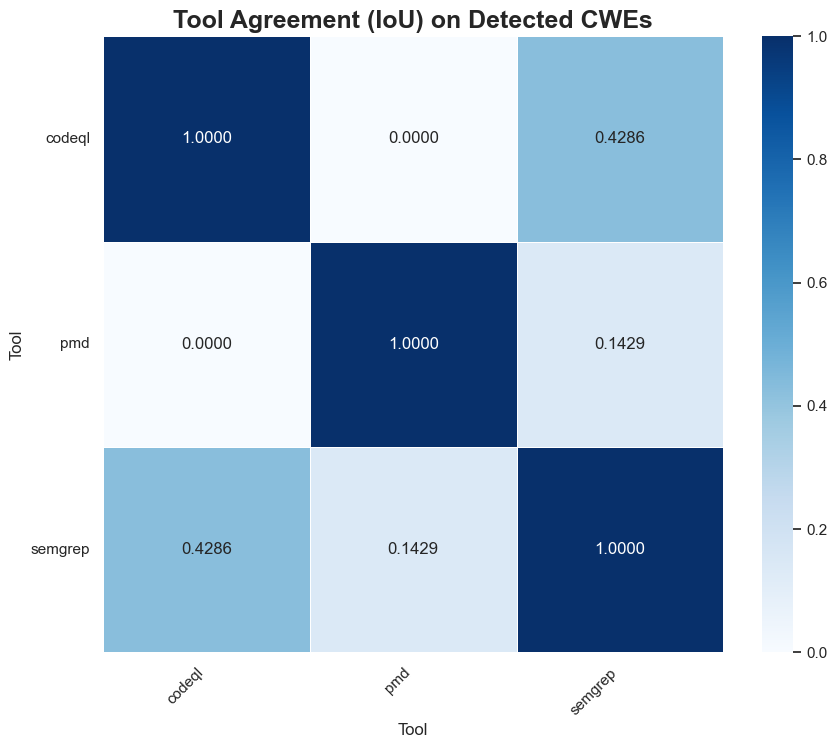 Tool Agreement (IoU) on Detected CWEs
1.0
codeql
1.0000
0.0000
0.4286
0.8
0.6
Tool
pmd
0.0000
1.0000
0.1429
0.4
semgrep
0.4286
0.1429
1.0000
0.2
0.0
codeql
pmd
semgrep
Tool